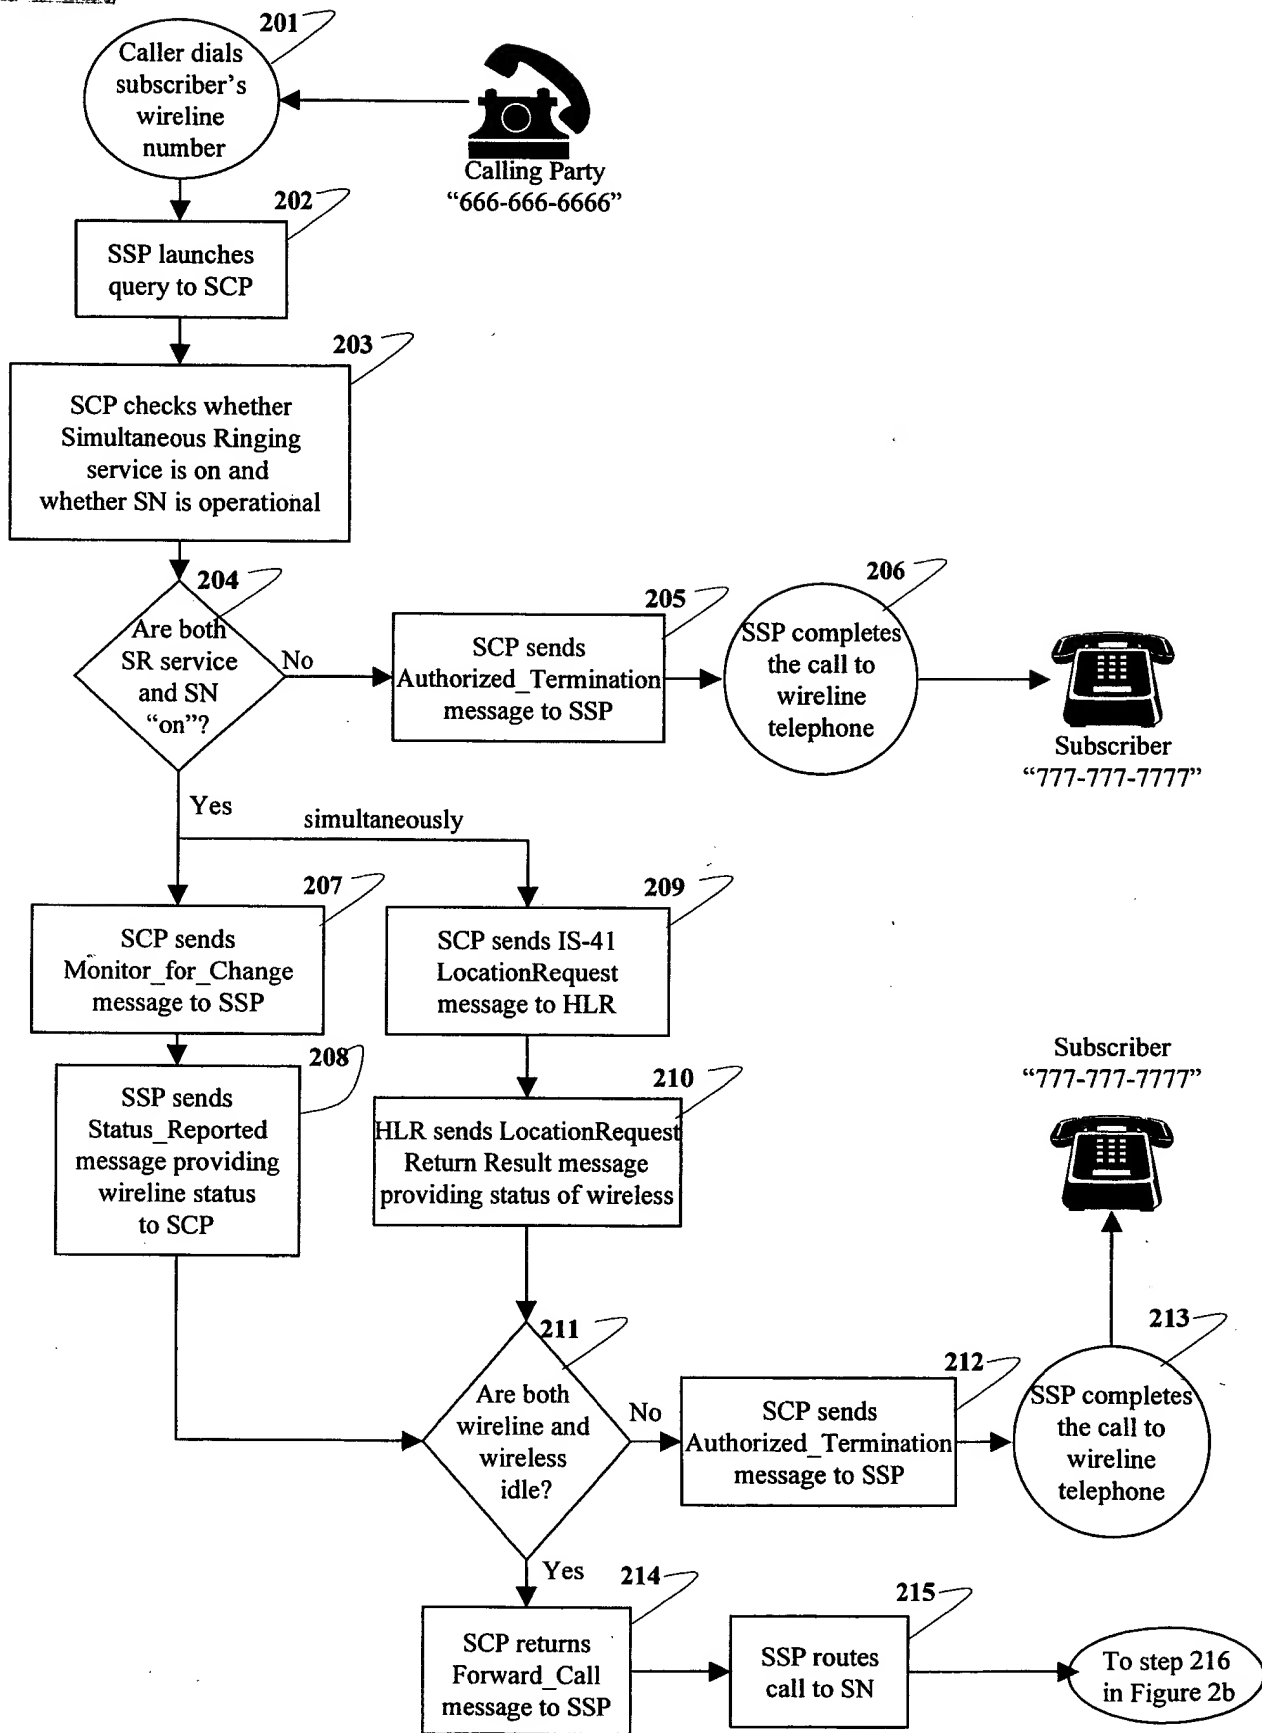 201
Caller dials
subscriber's
wireline
number
Calling Party
“666-666-6666”
202
SSP launches
query to SCP
203
SCP checks whether
Simultaneous Ringing
service is on and
whether SN is operational
204
Are both
SR service
and SN
“on”?
No
205
SCP sends
Authorized_Termination
message to SSP
206
SSP completes
the call to
wireline
telephone
Subscriber
“777-777-7777”
Yes
simultaneously
207
SCP sends
Monitor_for_Change
message to SSP
209
SCP sends IS-41
LocationRequest
message to HLR
208
SSP sends
Status_Reported
message providing
wireline status
to SCP
210
HLR sends LocationRequest
Return Result message
providing status of wireless
Subscriber
“777-777-7777”
211
Are both
wireline and
wireless
idle?
No
212
SCP sends
Authorized_Termination
message to SSP
213
SSP completes
the call to
wireline
telephone
Yes
214
SCP returns
Forward_Call
message to SSP
215
SSP routes
call to SN
To step 216
in Figure 2b